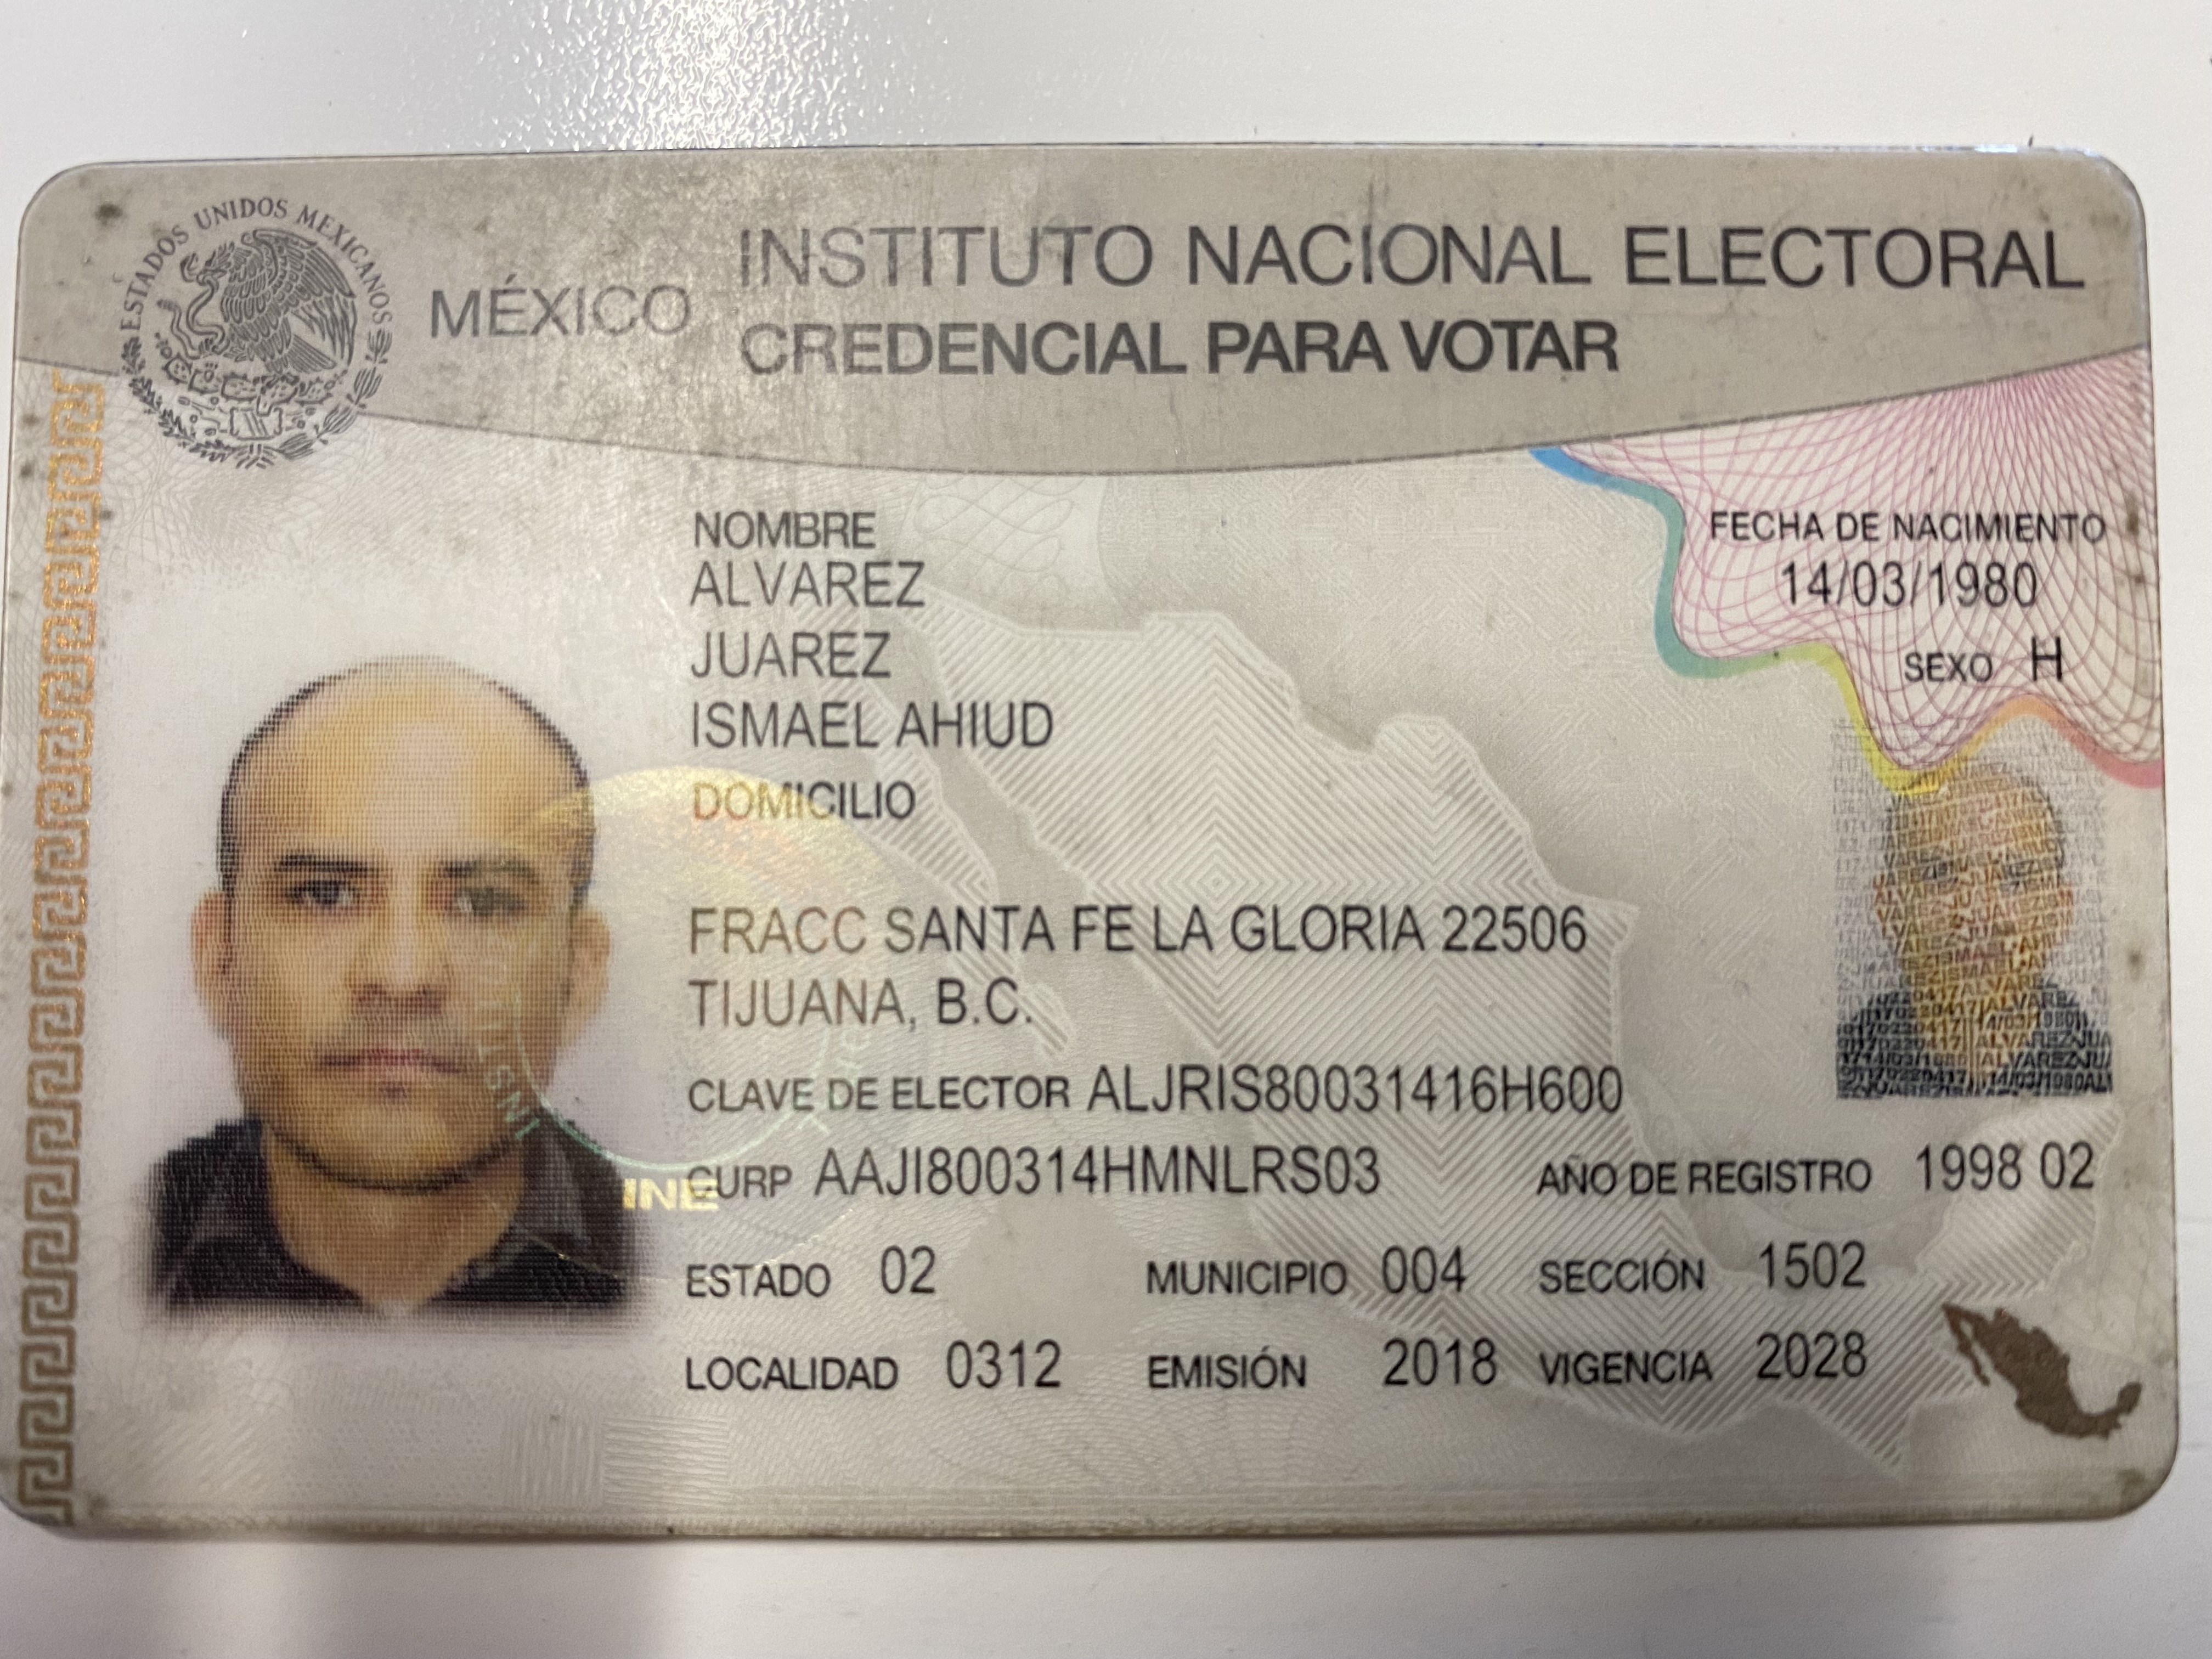 ESTADOS UNIDOS MEXICANOS
MÉXICO
INSTITUTO NACIONAL ELECTORAL
CREDENCIAL PARA VOTAR
NOMBRE
ALVAREZ
JUAREZ
ISMAEL AHIUD
FECHA DE NACIMIENTO
14/03/1980
SEXO H
DOMICILIO
FRACC SANTA FE LA GLORIA 22506
TIJUANA, B.C.
CLAVE DE ELECTOR ALJRIS80031416H600
CURP AAJI800314HMNLRS03
AÑO DE REGISTRO 1998 02
INE
ESTADO 02 MUNICIPIO 004 SECCIÓN 1502
LOCALIDAD 0312 EMISIÓN 2018 VIGENCIA 2028